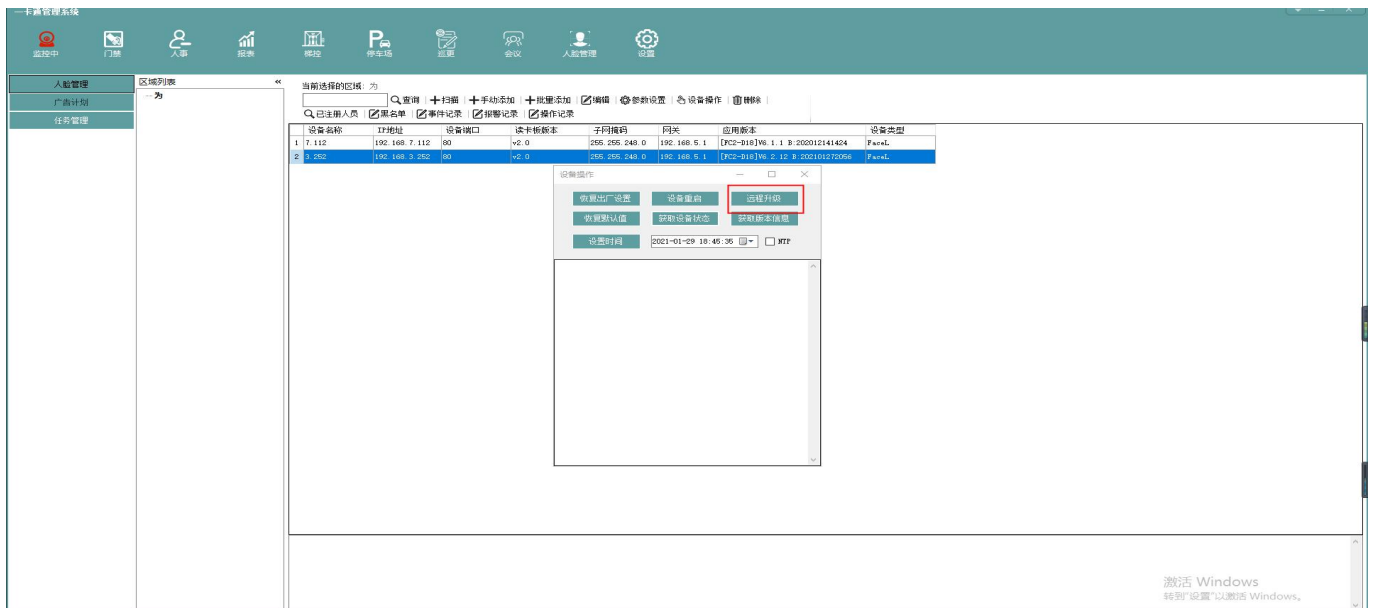 一卡通管理系统
监控中 门禁 人事 报表 梯控 停车场 巡更 会议 人脸管理 设置
人脸管理
广告计划
任务管理
区域列表 «
为
当前选择的区域: 为
查询 扫描 手动添加 批量添加 编辑 参数设置 设备操作 删除
已注册人员 黑名单 事件记录 报警记录 操作记录
设备名称 IP地址 设备端口 读卡板版本 子网掩码 网关 应用版本 设备类型
1 7.112 192.168.7.112 80 v2.0 255.255.248.0 192.168.5.1 [FC2-D18]V6.1.1 B:202012141424 FaceL
2 3.252 192.168.3.252 80 v2.0 255.255.248.0 192.168.5.1 [FC2-D18]V6.2.12 B:202101272056 FaceL
设备操作
恢复出厂设置 设备重启 远程升级
恢复默认值 获取设备状态 获取版本信息
设置时间 2021-01-29 18:45:35 NTP
激活 Windows
转到"设置"以激活 Windows。